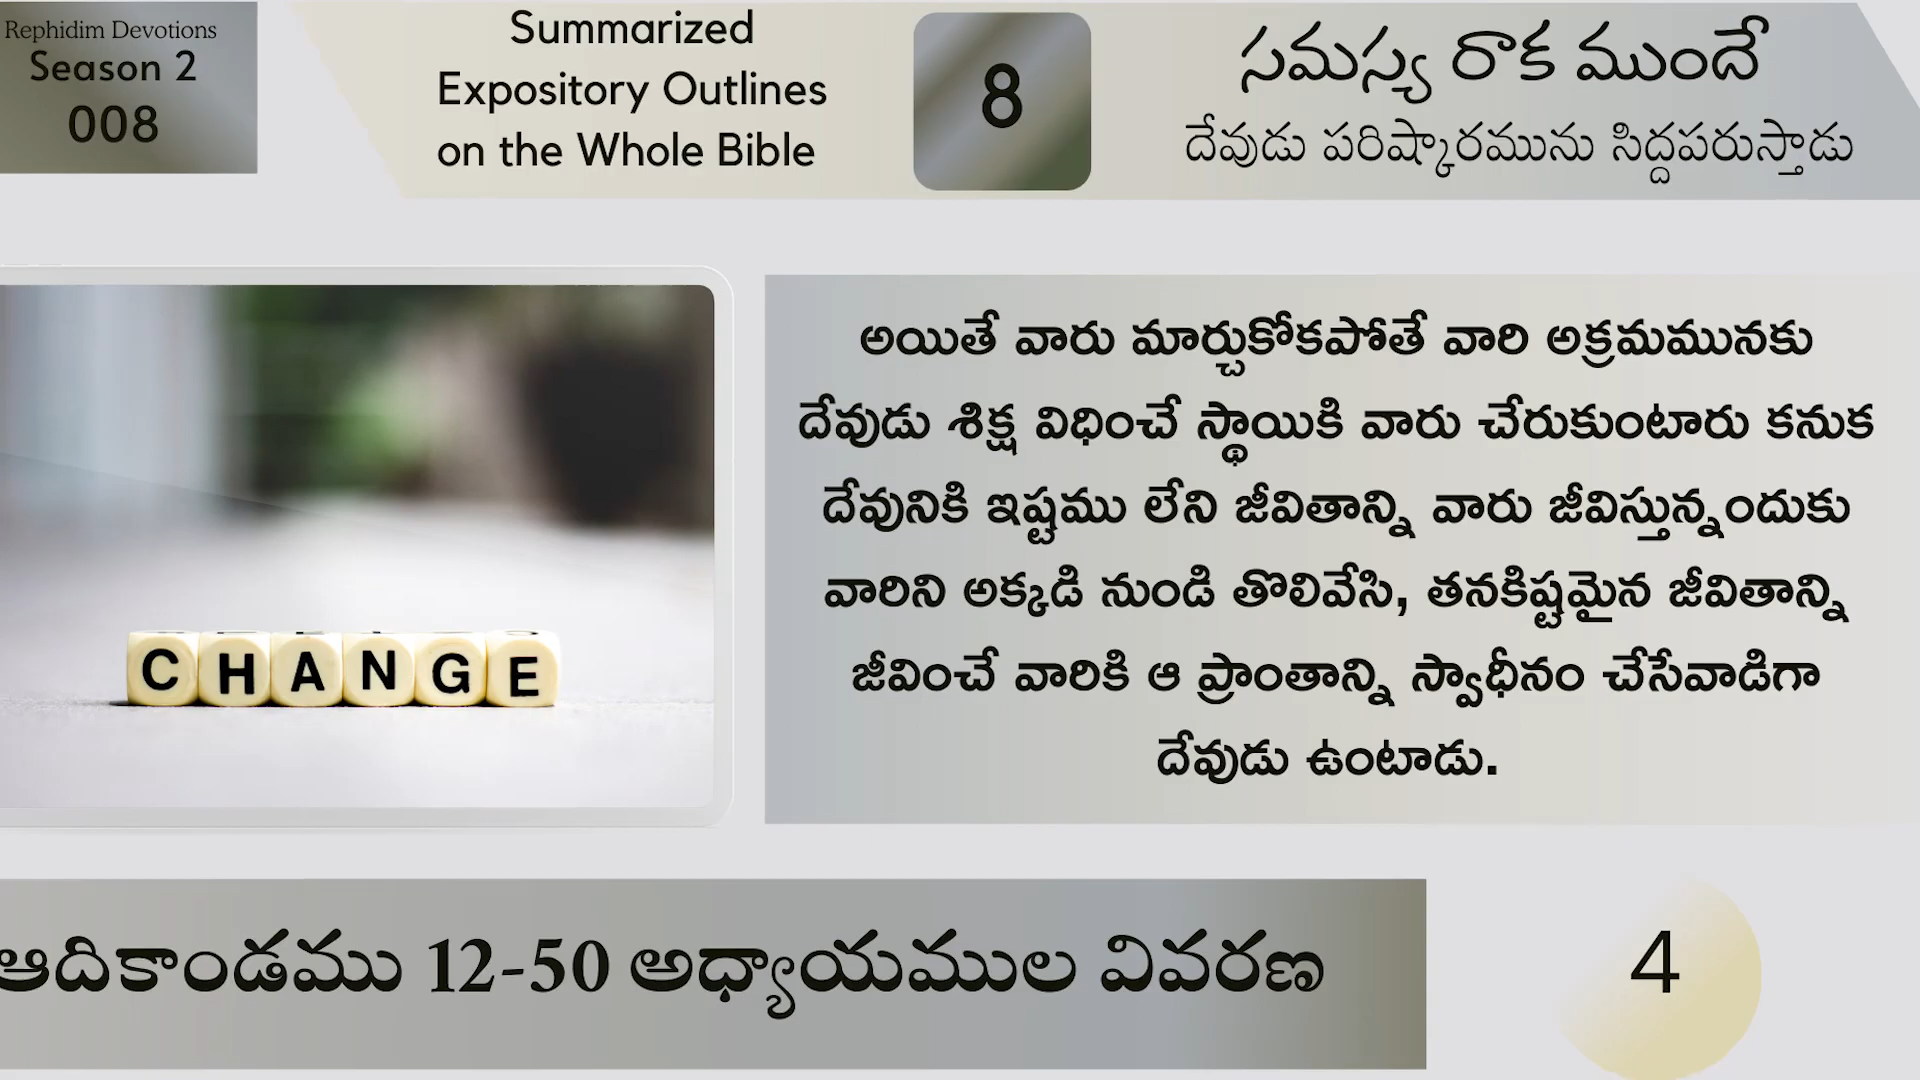 Rephidim Devotions
Season 2
008
Summarized
Expository Outlines
on the Whole Bible
8
సమస్య రాక ముందే
దేవుడు పరిష్కారమును సిద్దపరుస్తాడు
అయితే వారు మార్చుకోకపోతే వారి అక్రమమునకు
దేవుడు శిక్ష విధించే స్థాయికి వారు చేరుకుంటారు కనుక
దేవునికి ఇష్టము లేని జీవితాన్ని వారు జీవిస్తున్నందుకు
వారిని అక్కడి నుండి తొలివేసి, తనకిష్టమైన జీవితాన్ని
జీవించే వారికి ఆ ప్రాంతాన్ని స్వాధీనం చేసేవాడిగా
దేవుడు ఉంటాడు.
CHANGE
ఆదికాండము 12-50 అధ్యాయముల వివరణ
4